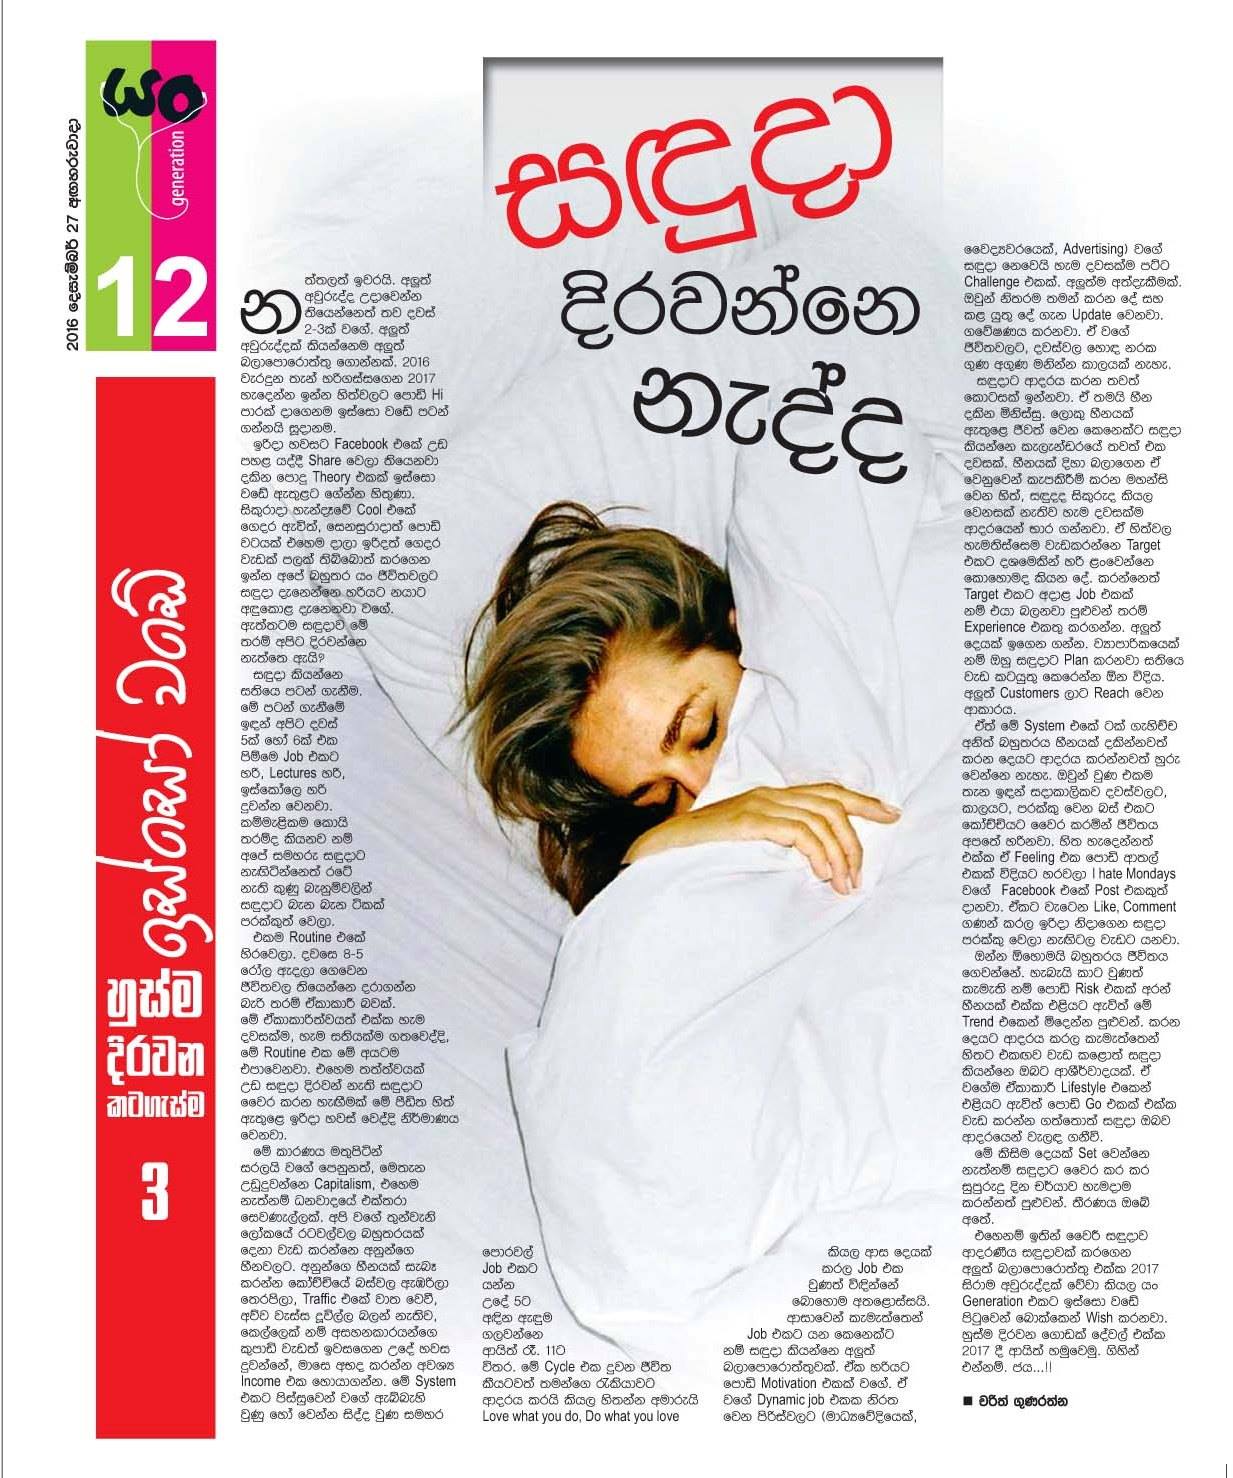 යං
generation
12
2016 දෙසැම්බර් 27 අඟහරුවාදා
ඉස්සෝ වඩේ
හුස්ම
දිරවන
කටගැස්ම
3
සඳුදා
දිරවන්නෙ
නැද්ද
නත්තලත් ඉවරයි. අලුත්
අවුරුද්ද උදාවෙන්න
තියෙන්නෙත් තව දවස්
2-3ක් වගේ. අලුත්
අවුරුද්දක් කියන්නෙම අලුත්
බලාපොරොත්තු ගොන්නක්. 2016
වැරදුන තැන් හරිගස්සගෙන 2017
හැදෙන්න ඉන්න හිත්වලට පොඩි Hi
පාරක් දාගෙනම ඉස්සො වඩේ පටන්
ගන්නයි සූදානම.
ඉරිදා හවසට Facebook එකේ උඩ
පහළ යද්දී Share වෙලා තියෙනවා
දකින පොදු Theory එකක් ඉස්සො
වඩේ ඇතුළට ගේන්න හිතුණා.
සිකුරාදා හැන්දෑවේ Cool එකේ
ගෙදර ඇවිත්, සෙනසුරාදාත් පොඩි
වටයක් එහෙම දාලා ඉරිදත් ගෙදර
වැඩක් පලක් තිබ්බොත් කරගෙන
ඉන්න අපේ බහුතර යං ජීවිතවලට
සඳුදා දැනෙන්නෙ හරියට නයාට
අඳුකොළ දැනෙනවා වගේ.
ඇත්තටම සඳුදාව මේ
තරම් අපිට දිරවන්නෙ
නැත්තෙ ඇයි?
සඳුදා කියන්නෙ
සතියෙ පටන් ගැනීම.
මේ පටන් ගැනීමේ
ඉඳන් අපිට දවස්
5ක් හෝ 6ක් එක
පිම්මෙ Job එකට
හරි, Lectures හරි,
ඉස්කෝලෙ හරි
දුවන්න වෙනවා.
කම්මැළිකම කොයි
තරම්ද කියනව නම්
අපේ සමහරු සඳුදාට
නැඟිටින්නෙත් රටේ
නැති කුණු බැනුම්වලින්
සඳුදාට බැන බැන ටිකක්
පරක්කුත් වෙලා.
එකම Routine එකේ
හිරවෙලා. දවසෙ 8-5
රෝල ඇදලා ගෙවෙන
ජීවිතවල තියෙන්නෙ දරාගන්න
බැරි තරම් ඒකාකාරී බවක්.
මේ ඒකාකාරිත්වයත් එක්ක හැම
දවසක්ම, හැම සතියක්ම ගතවෙද්දි,
මේ Routine එක මේ අයටම
එපාවෙනවා. එහෙම තත්ත්වයක්
උඩ සඳුදා දිරවන් නැති සඳුදාට
වෛර කරන හැඟීමක් මේ පීඩිත හිත්
ඇතුළෙ ඉරිදා හවස් වෙද්දි නිර්මාණය
වෙනවා.
මේ කාරණය මතුපිටින්
සරලයි වගේ පෙනුනත්, මෙතැන
උඩුදුවන්නෙ Capitalism, එහෙම
නැත්නම් ධනවාදයේ එක්තරා
සෙවණැල්ලක්. අපි වගේ තුන්වැනි
ලෝකයේ රටවල්වල බහුතරයක්
දෙනා වැඩ කරන්නෙ අනුන්ගෙ
හීනවලට. අනුන්ගෙ හීනයක් සැබෑ
කරන්න කෝච්චියේ බස්වල ඇඹරිලා
තෙරපිලා, Traffic එකේ වාත වෙවී,
අව්ව වැස්ස දූවිල්ල බලන් නැතිව,
කෙල්ලෙක් නම් අසහනකාරයන්ගෙ
කුපාඩි වැඩත් ඉවසගෙන උදේ හවස
දුවන්නේ, මාසෙ අභද කරන්න අවශ්‍ය
Income එක හොයාගන්න. මේ System
එකට පිස්සුවෙන් වගේ ඇබ්බැහි
වුණු හෝ වෙන්න සිද්ද වුණ සමහර
පොරවල්
Job එකට
යන්න
උදේ 5ට
අඳින ඇඳුම
ගලවන්නෙ
ආයිත් රෑ. 11ට
විතර. මේ Cycle එක දුවන ජීවිත
කීයටවත් තමන්ගෙ රැකියාවට
ආදරය කරයි කියල හිතන්න අමාරුයි
Love what you do, Do what you love
කියල ආස දෙයක්
කරල Job එක
වුණත් විඳින්නේ
බොහොම අතළොස්සයි.
ආසාවෙන් කැමැත්තෙන්
Job එකට යන කෙනෙක්ට
නම් සඳුදා කියන්නෙ අලුත්
බලාපොරොත්තුවක්. ඒක හරියට
පොඩි Motivation එකක් වගේ. ඒ
වගේ Dynamic job එකක නිරත
වෙන පිරිස්වලට (මාධ්‍යවේදියෙක්,
වෛද්‍යවරයෙක්, Advertising) වගේ
සඳුදා නෙවෙයි හැම දවසක්ම පට්ට
Challenge එකක්. අලුත්ම අත්දැකීමක්.
ඔවුන් නිතරම තමන් කරන දේ සහ
කළ යුතු දේ ගැන Update වෙනවා.
ගවේෂණය කරනවා. ඒ වගේ
ජීවිතවලට, දවස්වල හොඳ නරක
ගුණ අගුණ මනින්න කාලයක් නැහැ.
සඳුදාට ආදරය කරන තවත්
කොටසක් ඉන්නවා. ඒ තමයි හීන
දකින මිනිස්සු. ලොකු හීනයක්
ඇතුළෙ ජීවත් වෙන කෙනෙක්ට සඳුදා
කියන්නෙ කැලැන්ඩරයේ තවත් එක
දවසක්. හීනයක් දිහා බලාගෙන ඒ
වෙනුවෙන් කැපකිරීම් කරන මහන්සි
වෙන හිත්, සඳුදද සිකුරුද කියල
වෙනසක් නැතිව හැම දවසක්ම
ආදරයෙන් භාර ගන්නවා. ඒ හිත්වල
හැමතිස්සෙම වැඩකරන්නෙ Target
එකට දශමෙකින් හරි ළංවෙන්නෙ
කොහොමද කියන දේ. කරන්නෙත්
Target එකට අදාළ Job එකක්
නම් එයා බලනවා පුළුවන් තරම්
Experience එකතු කරගන්න. අලුත්
දෙයක් ඉගෙන ගන්න. ව්‍යාපාරිකයෙක්
නම් ඔහු සඳුදාට Plan කරනවා සතියෙ
වැඩ කටයුතු කෙරෙන්න ඕන විදිය.
අලුත් Customers ලාට Reach වෙන
ආකාරය.
ඒත් මේ System එකේ ටක් ගැහිච්ච
අනිත් බහුතරය හීනයක් දකින්නවත්
කරන දෙයට ආදරය කරන්නවත් හුරු
වෙන්නෙ නැහැ. ඔවුන් වුණ එකම
තැන ඉඳන් සදාකාලිකව දවස්වලට,
කාලයට, පරක්කු වෙන බස් එකට
කෝච්චියට වෛර කරමින් ජීවිතය
අපතේ හරිනවා. හිත හැදෙන්නත්
එක්ක ඒ Feeling එක පොඩි ආතල්
එකක් විදියට හරවලා I hate Mondays
වගේ Facebook එකේ Post එකකුත්
දානවා. ඒකට වැටෙන Like, Comment
ගණන් කරල ඉරිදා නිදාගෙන සඳුදා
පරක්කු වෙලා නැඟිටල වැඩට යනවා.
ඔන්න ඔහොමයි බහුතරය ජීවිතය
ගෙවන්නේ. හැබැයි කාට වුණත්
කැමැති නම් පොඩි Risk එකක් අරන්
හීනයක් එක්ක එළියට ඇවිත් මේ
Trend එකෙන් මිදෙන්න පුළුවන්. කරන
දෙයට ආදරය කරල කැමැත්තෙන්
හිතට එකඟව වැඩ කළොත් සඳුදා
කියන්නෙ ඔබට ආශීර්වාදයක්. ඒ
වගේම ඒකාකාරී Lifestyle එකෙන්
එළියට ඇවිත් පොඩි Go එකක් එක්ක
වැඩ කරන්න ගත්තොත් සඳුදා ඔබව
ආදරයෙන් වැලඳ ගනීවි.
මේ කිසිම දෙයක් Set වෙන්නෙ
නැත්නම් සඳුදාට වෛර කර කර
සුපුරුදු දින චර්යාව හැමදාම
කරන්නත් පුළුවන්. තීරණය ඔබේ
අතේ.
එහෙනම් ඉතින් වෛරී සඳුදාව
ආදරණීය සඳුදාවක් කරගෙන
අලුත් බලාපොරොත්තු එක්ක 2017
සිරාම අවුරුද්දක් වේවා කියල යං
Generation එකට ඉස්සො වඩේ
පිටුවෙන් බොක්කෙන් Wish කරනවා.
හුස්ම දිරවන ගොඩක් දේවල් එක්ක
2017 දී ආයිත් හමුවෙමු. ගිහින්
එන්නම්. ජය...!!
■ චරිත් ගුණරත්න